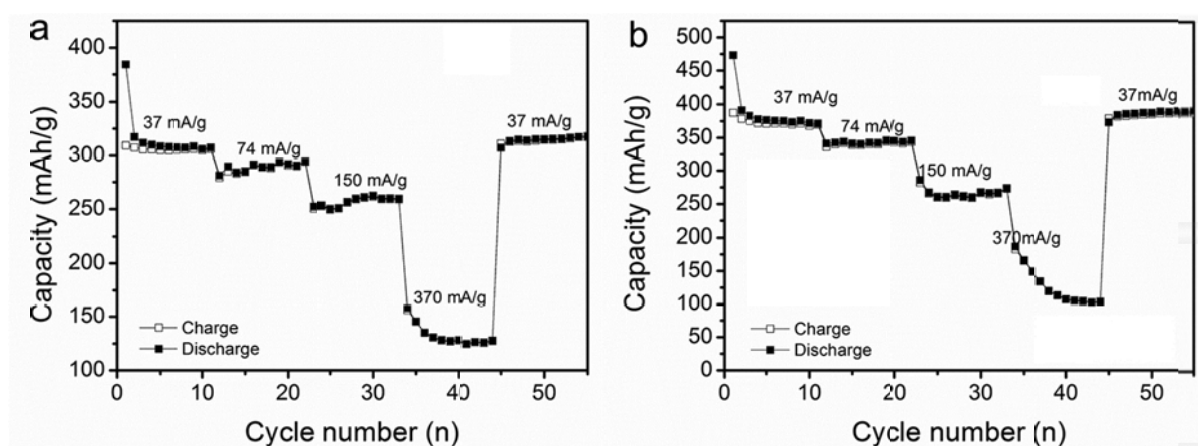 a
400
350
300
250
200
150
100
Capacity (mAh/g)
37 mA/g
74 mA/g
150 mA/g
370 mA/g
37 mA/g
Charge
Discharge
0 10 20 30 40 50
Cycle number (n)
b
500
450
400
350
300
250
200
150
100
50
0
Capacity (mAh/g)
37 mA/g
74 mA/g
150 mA/g
370mA/g
37mA/g
Charge
Discharge
0 10 20 30 40 50
Cycle number (n)